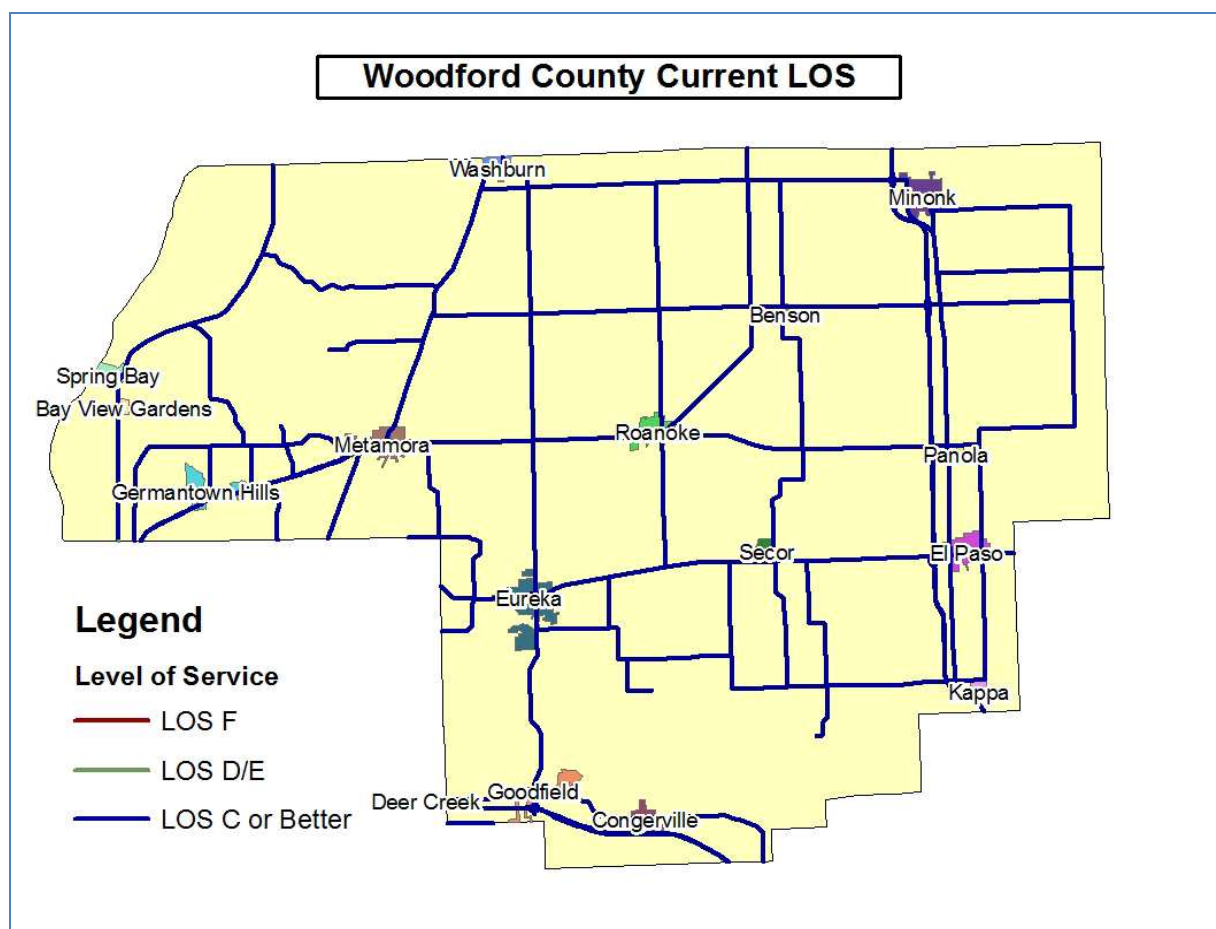 Woodford County Current LOS
Washburn
Minonk
Benson
Spring Bay
Bay View Gardens
Roanoke
Metamora
Panola
Germantown Hills
Secor
El Paso
Eureka
Kappa
Goodfield
Deer Creek
Congerville
Legend
Level of Service
LOS F
LOS D/E
LOS C or Better